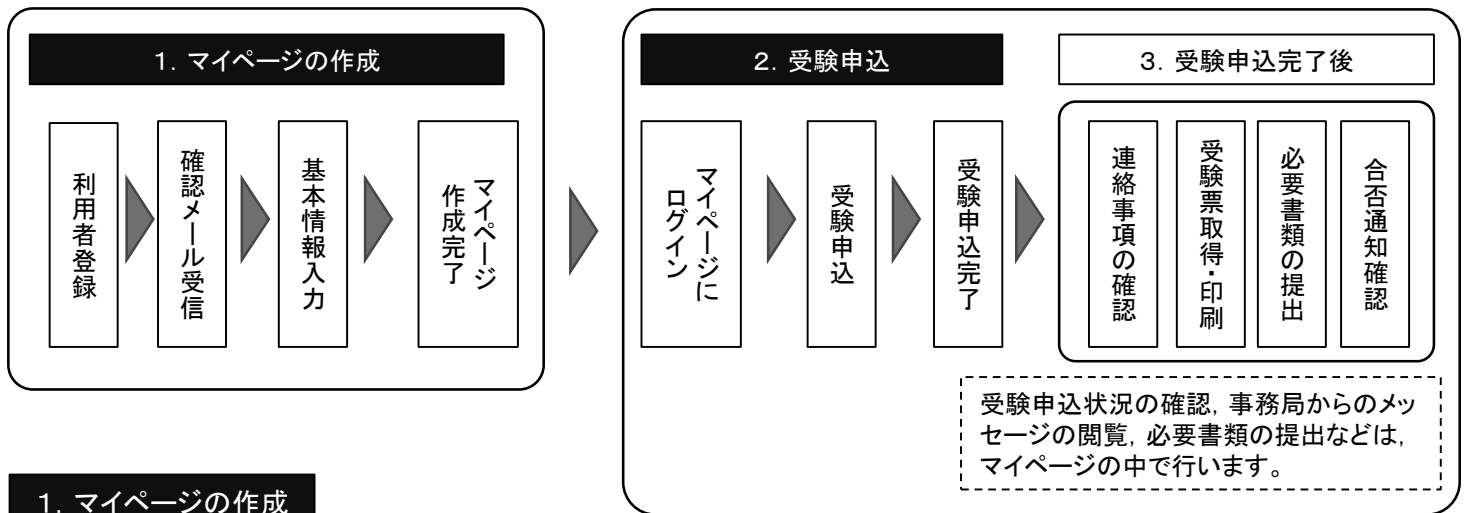 1．マイページの作成
利用者登録
確認メール受信
基本情報入力
マイページ
作成完了
2．受験申込
マイページに
ログイン
受験申込
受験申込完了
3．受験申込完了後
連絡事項の確認
受験票取得・印刷
必要書類の提出
合否通知確認
受験申込状況の確認，事務局からのメッ
セージの閲覧，必要書類の提出などは，
マイページの中で行います。
1．マイページの作成